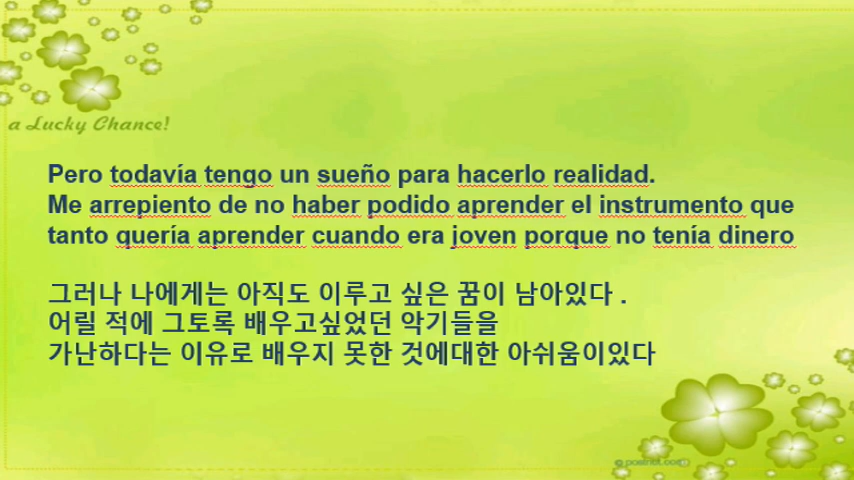 a Lucky Chance!
Pero todavía tengo un sueño para hacerlo realidad.
Me arrepiento de no haber podido aprender el instrumento que
tanto quería aprender cuando era joven porque no tenía dinero
그러나 나에게는 아직도 이루고 싶은 꿈이 남아있다 .
어릴 적에 그토록 배우고싶었던 악기들을
가난하다는 이유로 배우지 못한 것에대한 아쉬움이있다